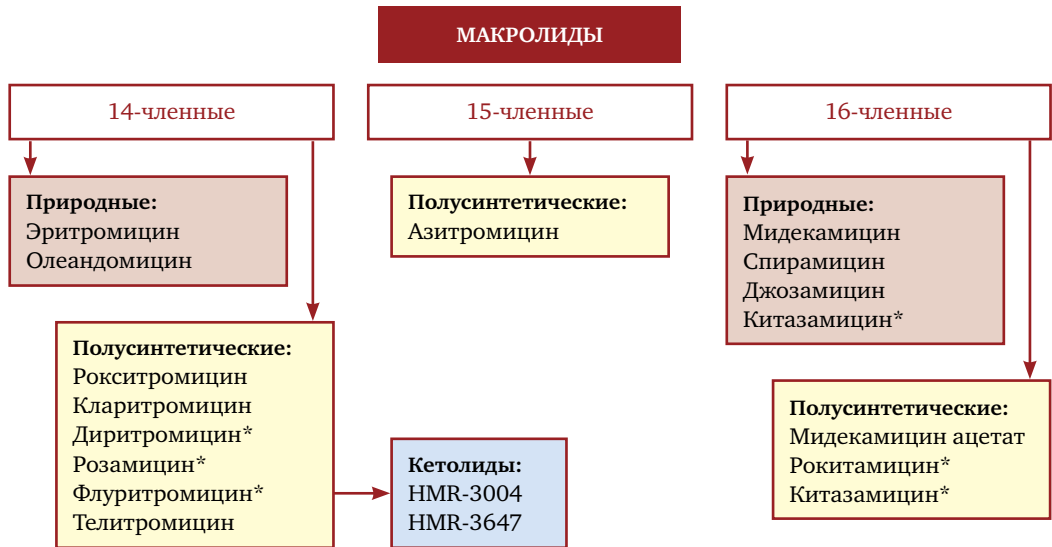 МАКРОЛИДЫ
14-членные
15-членные
16-членные
Природные:
Эритромицин
Олеандомицин
Полусинтетические:
Рокситромицин
Кларитромицин
Диритромицин*
Розамицин*
Флуритромицин*
Телитромицин
Кетолиды:
HMR-3004
HMR-3647
Полусинтетические:
Азитромицин
Природные:
Мидекамицин
Спирамицин
Джозамицин
Китазамицин*
Полусинтетические:
Мидекамицин ацетат
Рокитамицин*
Китазамицин*